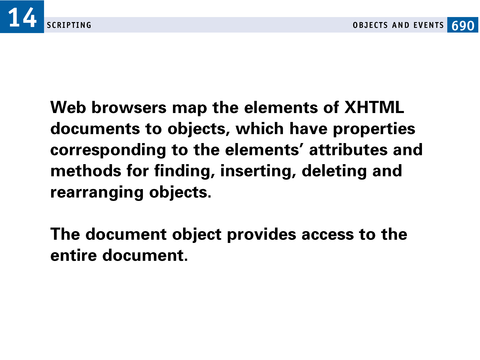 14 SCRIPTING OBJECTS AND EVENTS 690
Web browsers map the elements of XHTML
documents to objects, which have properties
corresponding to the elements’ attributes and
methods for finding, inserting, deleting and
rearranging objects.
The document object provides access to the
entire document.